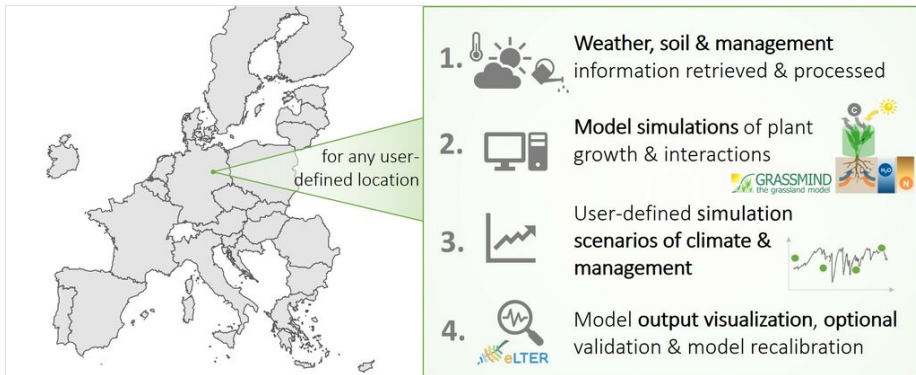 for any user-
defined location
1.
Weather, soil & management
information retrieved & processed
2.
Model simulations of plant
growth & interactions
GRASSMIND
the grassland model
C
H₂O
N
3.
User-defined simulation
scenarios of climate &
management
4.
eLTER
Model output visualization, optional
validation & model recalibration